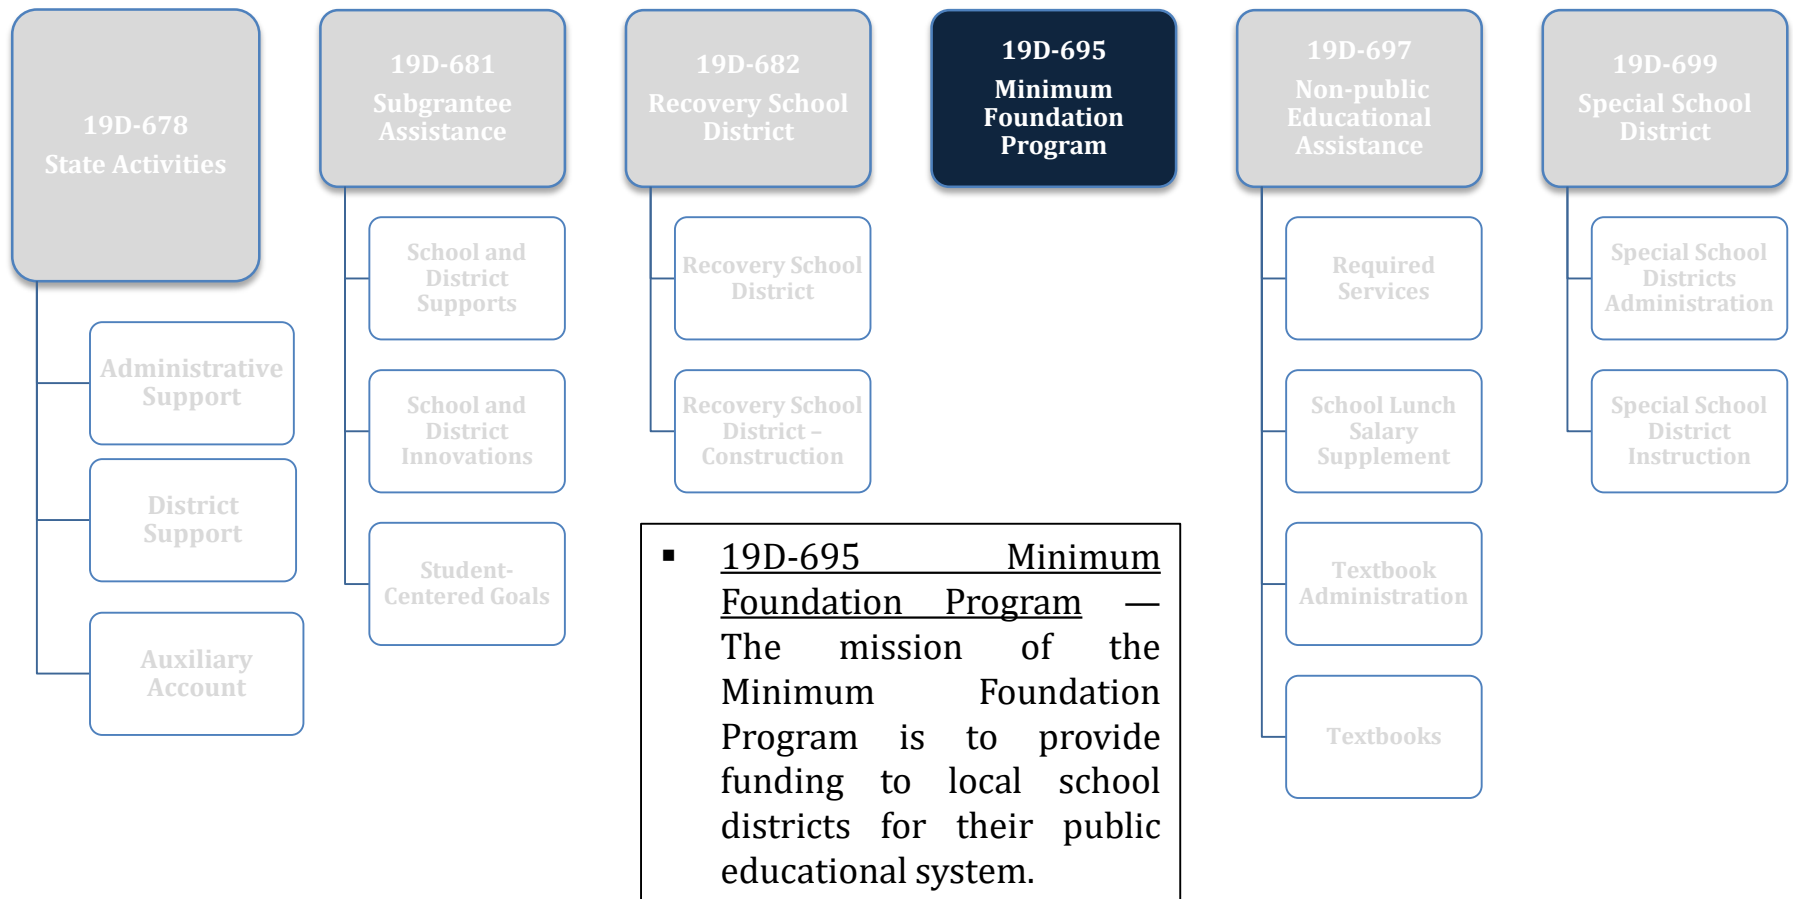 19D-678
State Activities
Administrative
Support
District
Support
Auxiliary
Account
19D-681
Subgrantee
Assistance
School and
District
Supports
School and
District
Innovations
Student-
Centered Goals
19D-682
Recovery School
District
Recovery School
District
Recovery School
District –
Construction
19D-695
Minimum
Foundation
Program
19D-697
Non-public
Educational
Assistance
Required
Services
School Lunch
Salary
Supplement
Textbook
Administration
Textbooks
19D-699
Special School
District
Special School
Districts
Administration
Special School
District
Instruction
▪ 19D-695 Minimum
Foundation Program —
The mission of the
Minimum Foundation
Program is to provide
funding to local school
districts for their public
educational system.